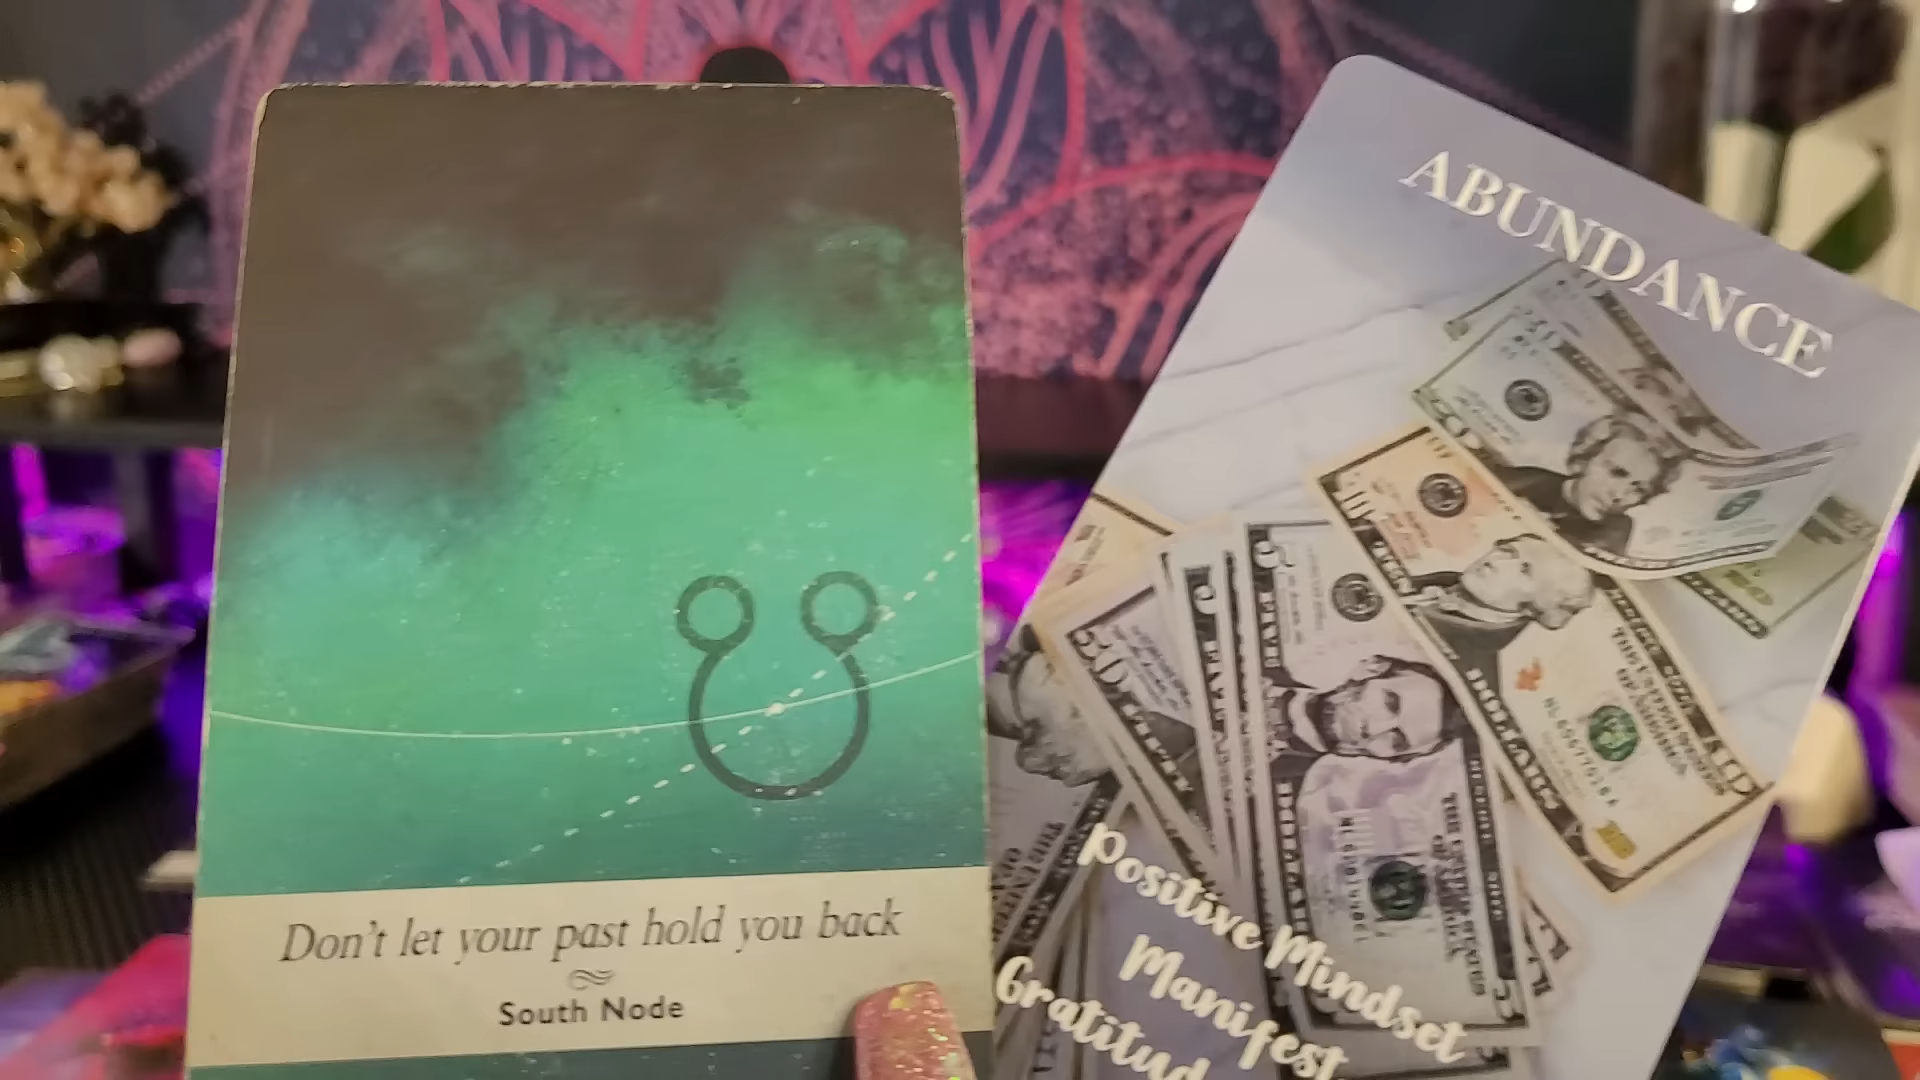 Don't let your past hold you back
South Node
ABUNDANCE
Positive Mindset
Manifest